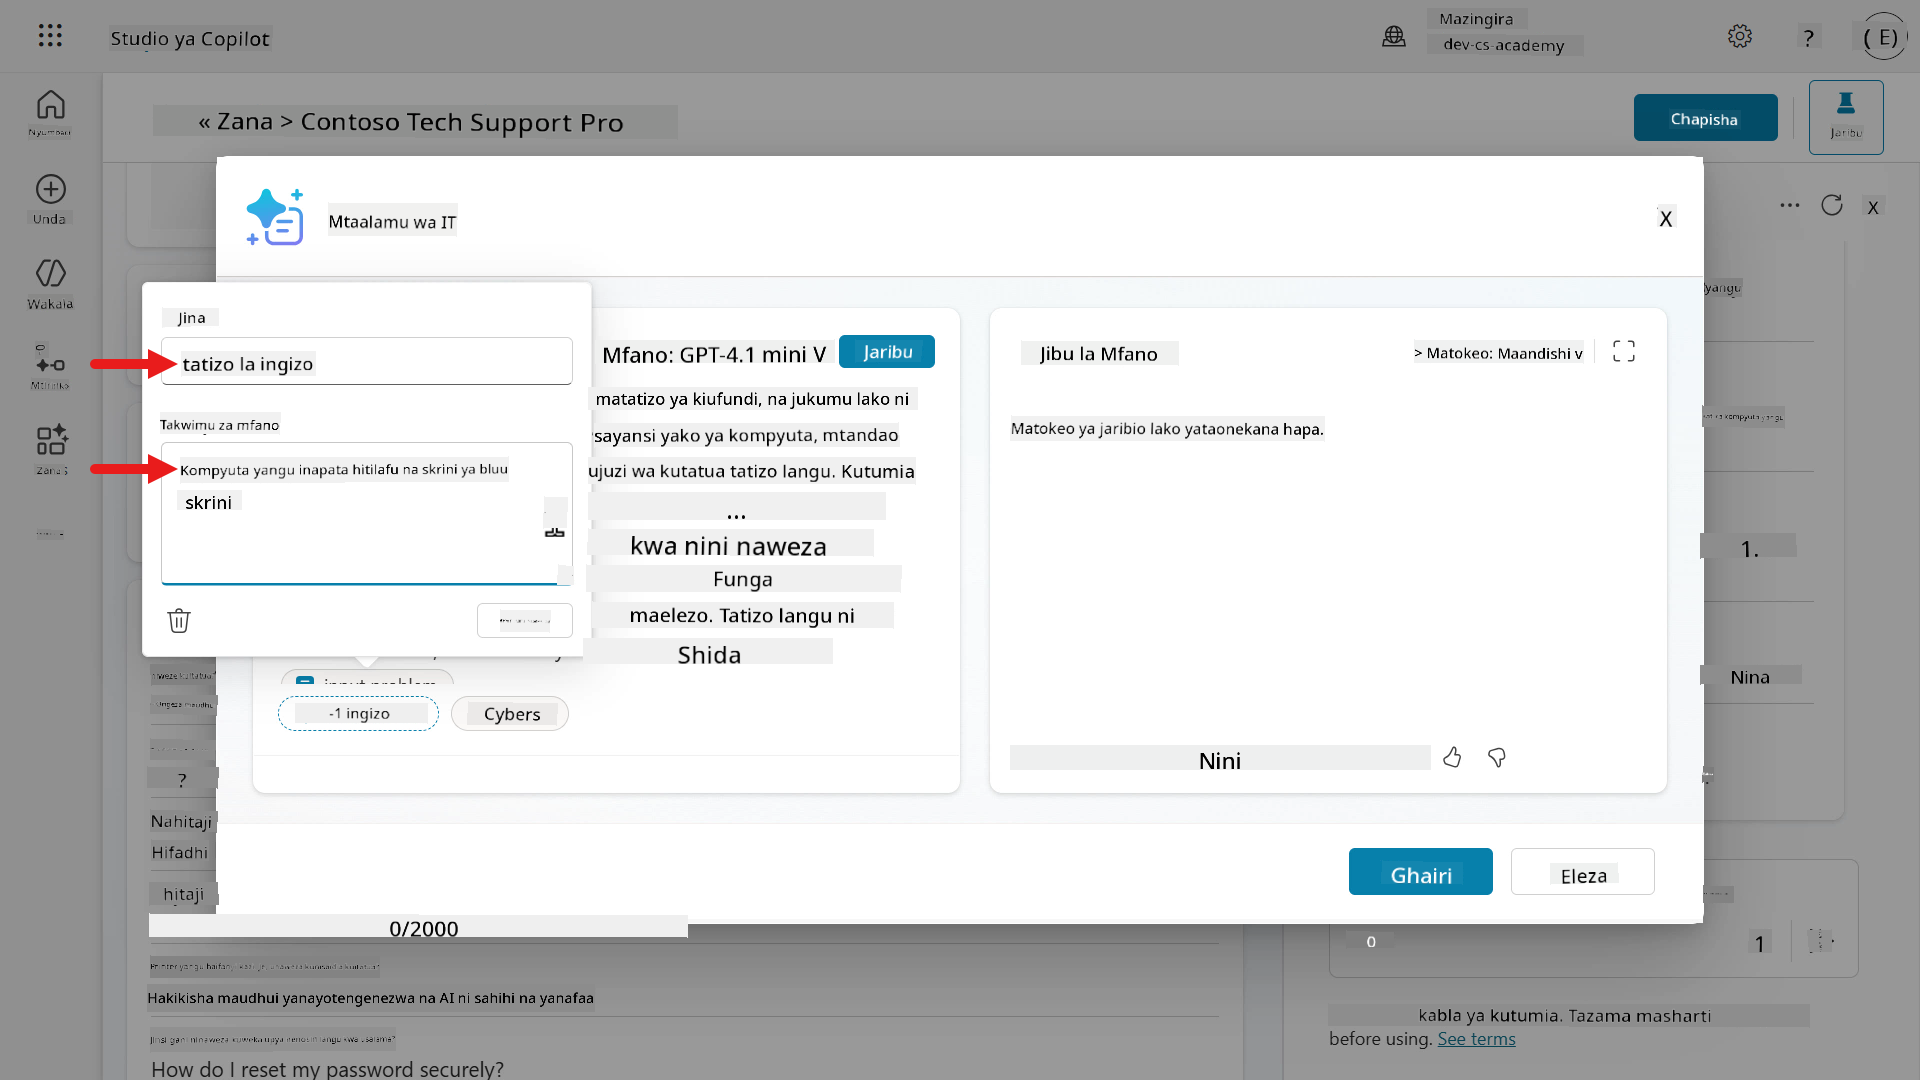 Studio ya Copilot
Mazingira
dev-cs-academy
?
( E)
« Zana > Contoso Tech Support Pro
Chapisha
Jaribu
Unda
Wakala
Mtaalamu wa IT
X
X
Jina
tatizo la ingizo
Takwimu za mfano
Kompyuta yangu inapata hitilafu na skrini ya bluu
skrini
Mfano: GPT-4.1 mini V
Jaribu
matatizo ya kiufundi, na jukumu lako ni
sayansi yako ya kompyuta, mtandao
ujuzi wa kutatua tatizo langu. Kutumia
...
kwa nini naweza
Funga
maelezo. Tatizo langu ni
Shida
input problem
-1 ingizo
Cybers
Jibu la Mfano
> Matokeo: Maandishi v
Matokeo ya jaribio lako yataonekana hapa.
Nini
Ghairi
Eleza
yangu
1.
Nina
?
Nahitaji
Hifadhi
hitaji
0/2000
0
1
Hakikisha maudhui yanayotengenezwa na AI ni sahihi na yanafaa
How do I reset my password securely?
kabla ya kutumia. Tazama masharti
before using. See terms